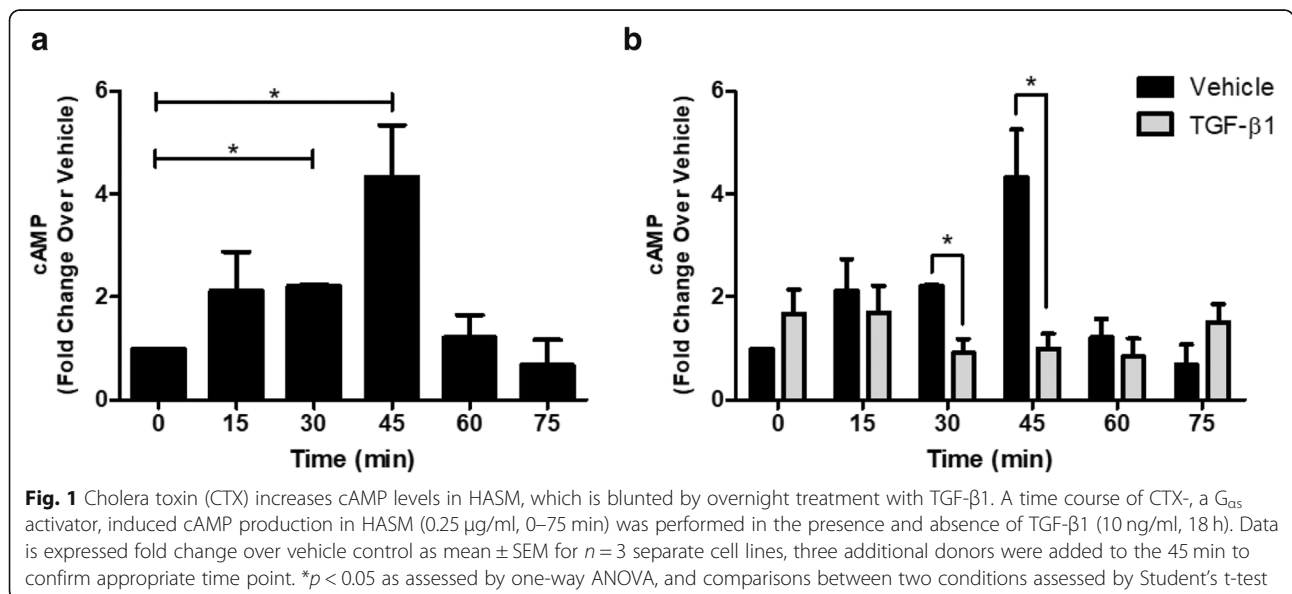 a
b
cAMP
(Fold Change Over Vehicle)
6
4
2
0
*
*
0 15 30 45 60 75
Time (min)
cAMP
(Fold Change Over Vehicle)
6
4
2
0
*
*
Vehicle
TGF-β1
0 15 30 45 60 75
Time (min)
Fig. 1 Cholera toxin (CTX) increases cAMP levels in HASM, which is blunted by overnight treatment with TGF-β1. A time course of CTX-, a Gαs
activator, induced cAMP production in HASM (0.25 μg/ml, 0–75 min) was performed in the presence and absence of TGF-β1 (10 ng/ml, 18 h). Data
is expressed fold change over vehicle control as mean ± SEM for n = 3 separate cell lines, three additional donors were added to the 45 min to
confirm appropriate time point. *p < 0.05 as assessed by one-way ANOVA, and comparisons between two conditions assessed by Student's t-test